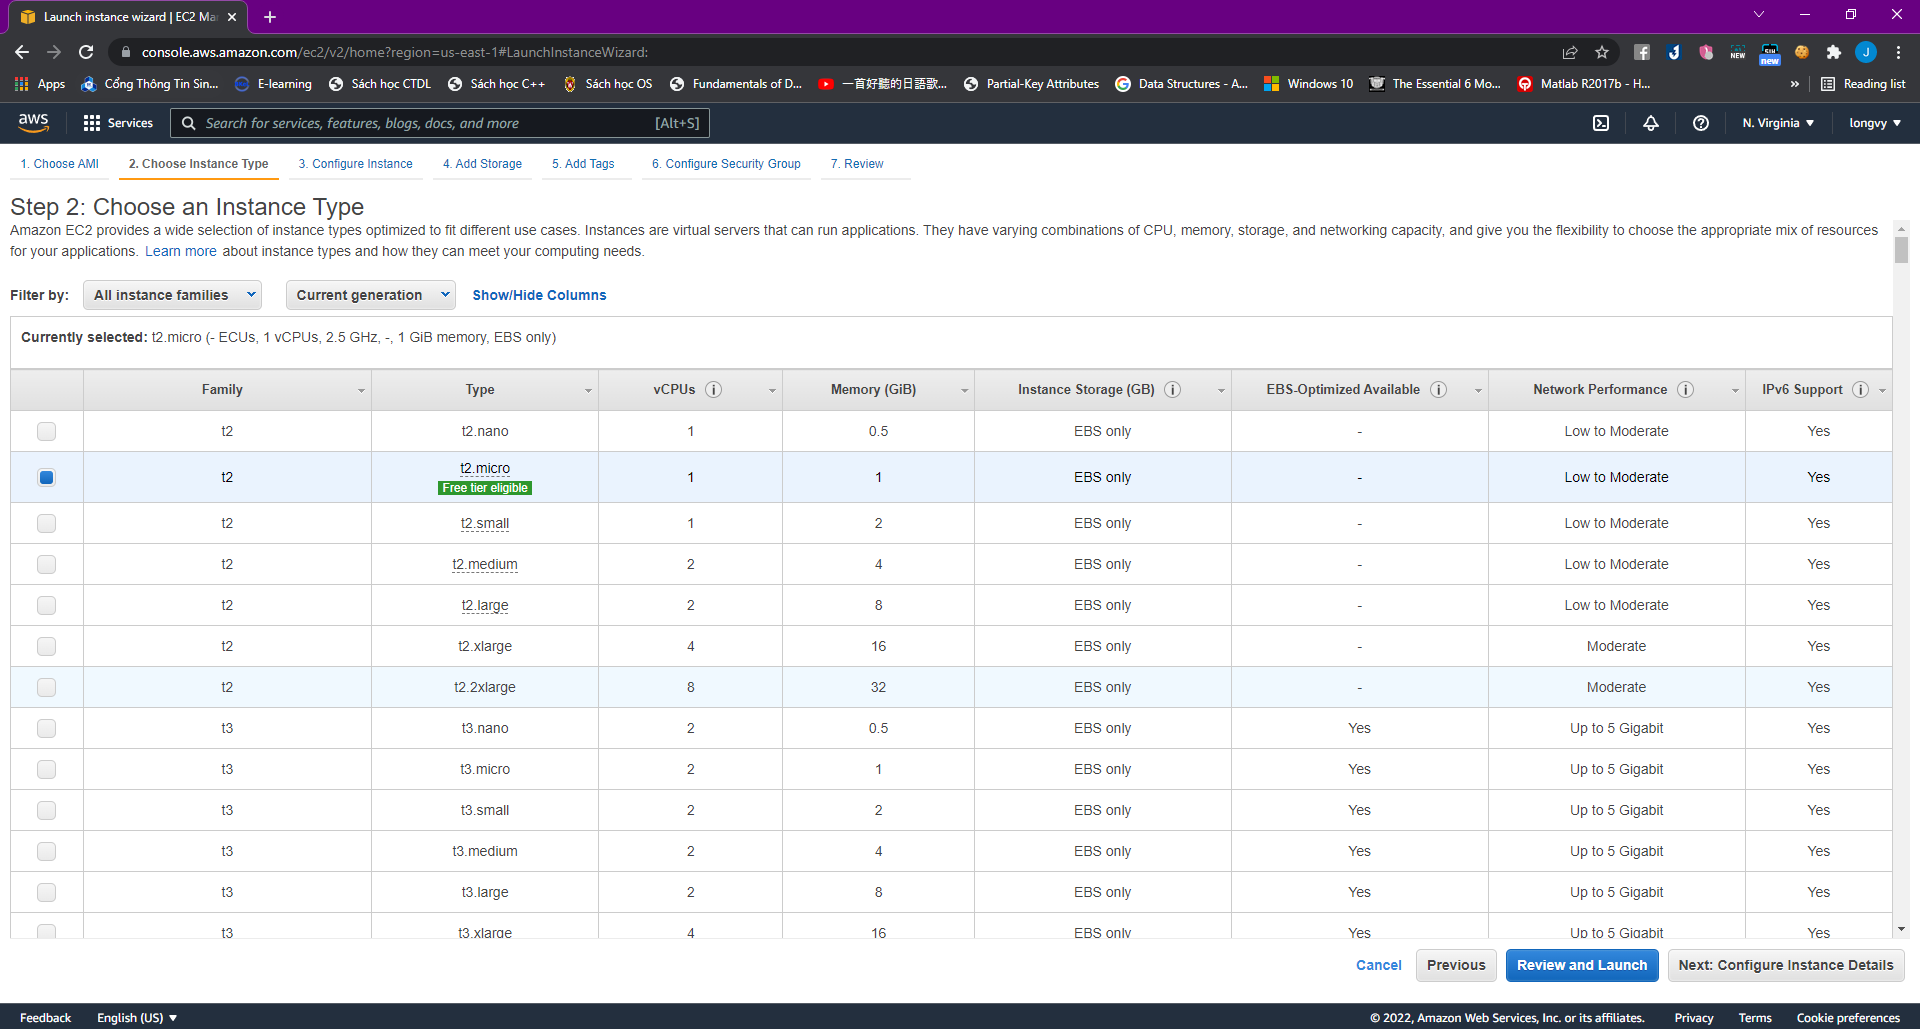 Launch instance wizard | EC2 Ma
console.aws.amazon.com/ec2/v2/home?region=us-east-1#LaunchInstanceWizard:
NEW
new
J
Apps
Cổng Thông Tin Sin...
E-learning
Sách học CTDL
Sách học C++
Sách học OS
Fundamentals of D...
一首好聽的日語歌...
Partial-Key Attributes
Data Structures - A...
Windows 10
The Essential 6 Mo...
Matlab R2017b - H...
»
Reading list
aws
Services
Search for services, features, blogs, docs, and more
[Alt+S]
N. Virginia
longvy
1. Choose AMI
2. Choose Instance Type
3. Configure Instance
4. Add Storage
5. Add Tags
6. Configure Security Group
7. Review
Step 2: Choose an Instance Type
Amazon EC2 provides a wide selection of instance types optimized to fit different use cases. Instances are virtual servers that can run applications. They have varying combinations of CPU, memory, storage, and networking capacity, and give you the flexibility to choose the appropriate mix of resources
for your applications. Learn more about instance types and how they can meet your computing needs.
Filter by: All instance families Current generation Show/Hide Columns
Currently selected: t2.micro (- ECUs, 1 vCPUs, 2.5 GHz, -, 1 GiB memory, EBS only)
Family Type vCPUs Memory (GiB) Instance Storage (GB) EBS-Optimized Available Network Performance IPv6 Support
t2 t2.nano 1 0.5 EBS only - Low to Moderate Yes
t2 t2.micro 1 1 EBS only - Low to Moderate Yes
Free tier eligible
t2 t2.small 1 2 EBS only - Low to Moderate Yes
t2 t2.medium 2 4 EBS only - Low to Moderate Yes
t2 t2.large 2 8 EBS only - Low to Moderate Yes
t2 t2.xlarge 4 16 EBS only - Moderate Yes
t2 t2.2xlarge 8 32 EBS only - Moderate Yes
t3 t3.nano 2 0.5 EBS only Yes Up to 5 Gigabit Yes
t3 t3.micro 2 1 EBS only Yes Up to 5 Gigabit Yes
t3 t3.small 2 2 EBS only Yes Up to 5 Gigabit Yes
t3 t3.medium 2 4 EBS only Yes Up to 5 Gigabit Yes
t3 t3.large 2 8 EBS only Yes Up to 5 Gigabit Yes
t3 t3.xlarge 4 16 EBS only Yes Up to 5 Gigabit Yes
Cancel Previous Review and Launch Next: Configure Instance Details
Feedback English (US) © 2022, Amazon Web Services, Inc. or its affiliates. Privacy Terms Cookie preferences